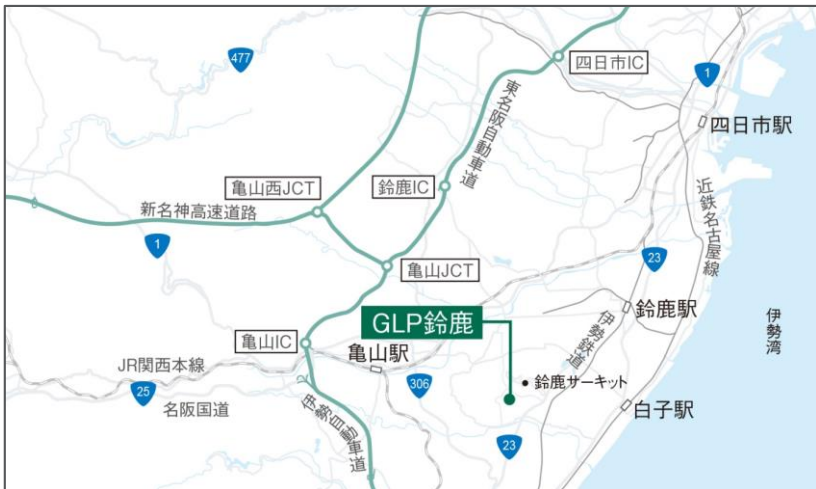 477
四日市IC
1
四日市駅
東名阪自動車道
亀山西JCT
鈴鹿IC
近鉄名古屋線
新名神高速道路
1
亀山JCT
23
GLP鈴鹿
鈴鹿駅
伊勢湾
亀山IC
亀山駅
伊勢鉄道
JR関西本線
306
鈴鹿サーキット
25
名阪国道
白子駅
伊勢自動車道
23